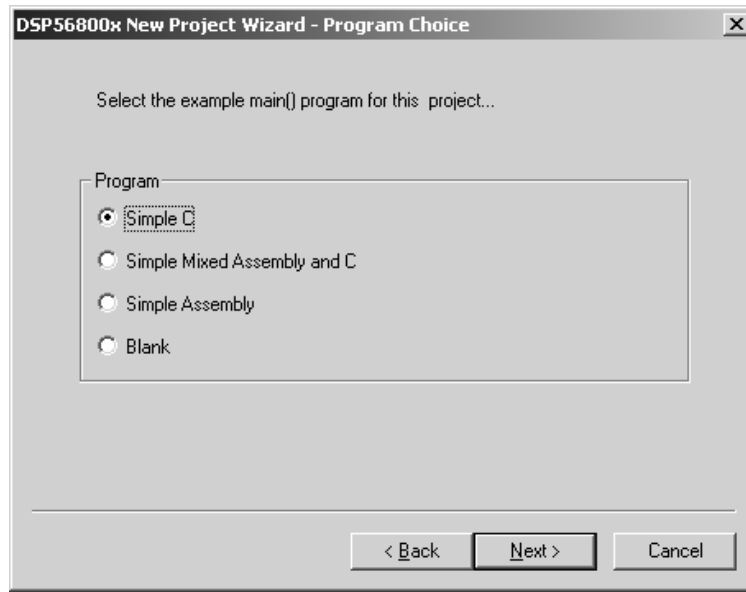 DSP56800x New Project Wizard - Program Choice
Select the example main() program for this project...
Program
Simple C
Simple Mixed Assembly and C
Simple Assembly
Blank
< Back
Next >
Cancel